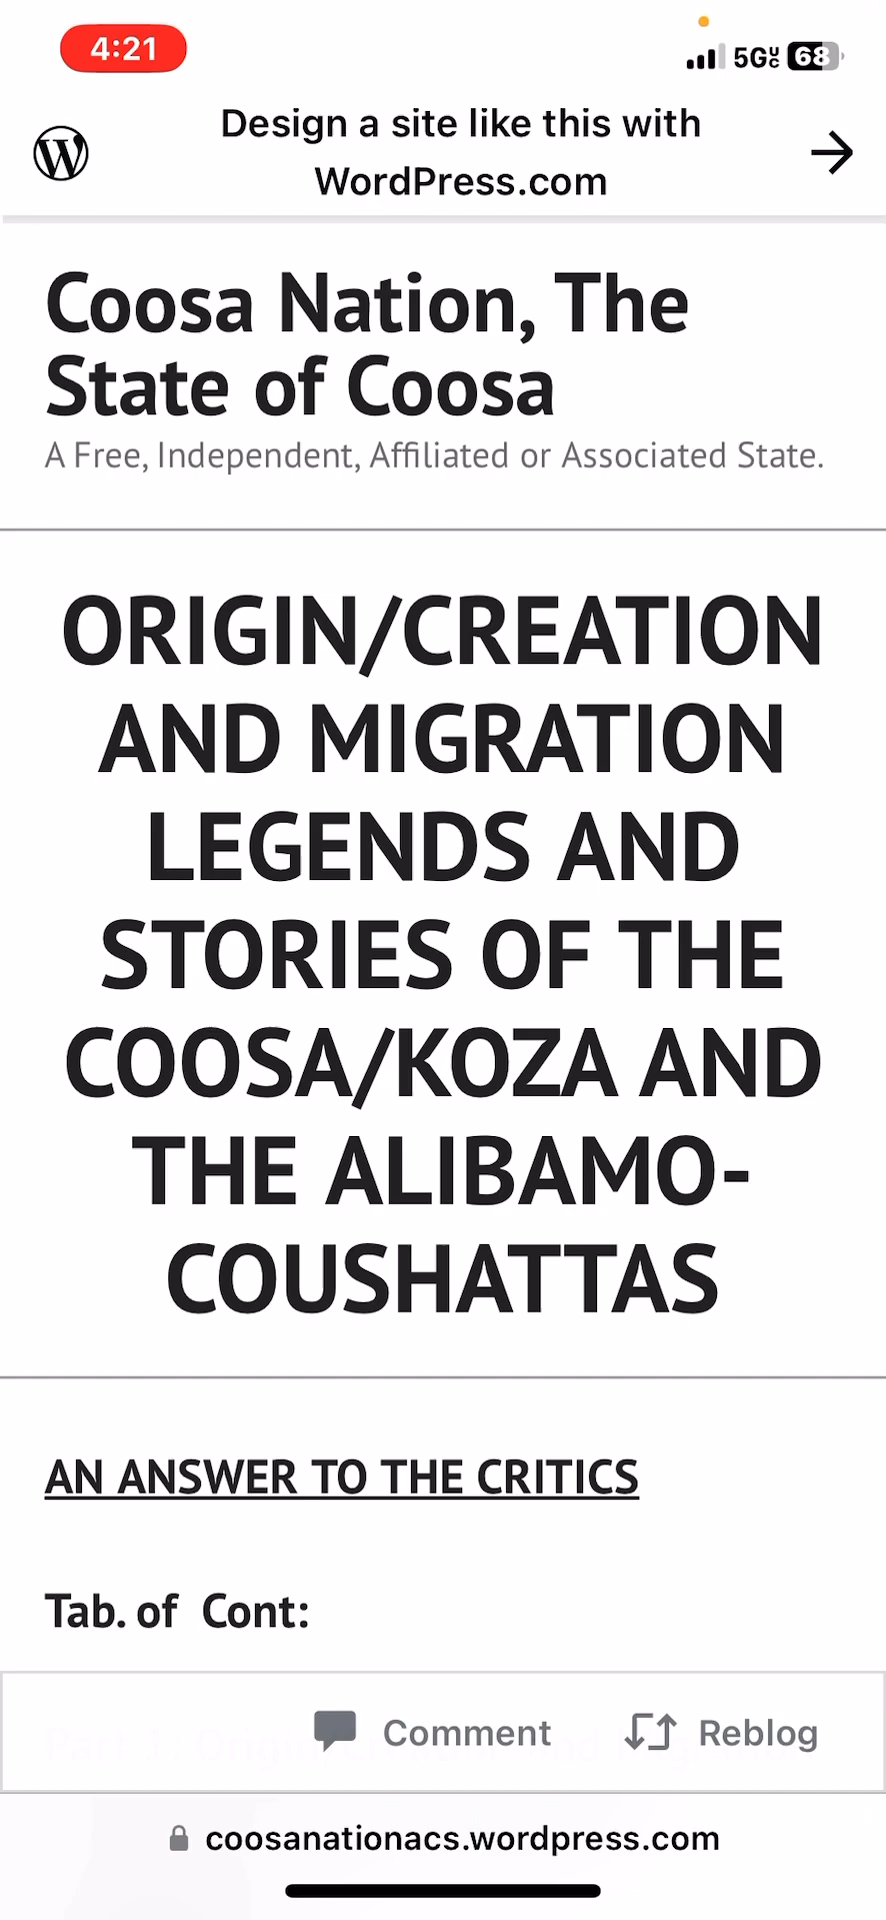 4:21
5G UC 68
Design a site like this with
WordPress.com
Coosa Nation, The
State of Coosa
A Free, Independent, Affiliated or Associated State.
ORIGIN/CREATION
AND MIGRATION
LEGENDS AND
STORIES OF THE
COOSA/KOZA AND
THE ALIBAMO-
COUSHATTAS
AN ANSWER TO THE CRITICS
Tab. of Cont:
Comment Reblog
coosanationacs.wordpress.com